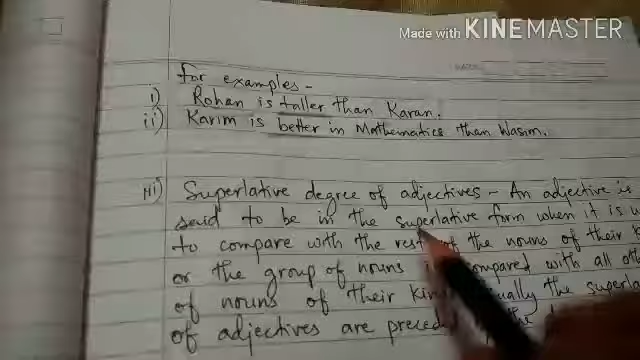 Made with KINEMASTER
for examples -
i) Rohan is taller than Karan.
ii) Karim is better in Mathematics than Wasim.
iii) Superlative degree of adjectives - An adjective is
said to be in the superlative form when it is
to compare with the rest of the nouns of their
or the group of nouns compared with all
of nouns of their kind the
of adjectives are